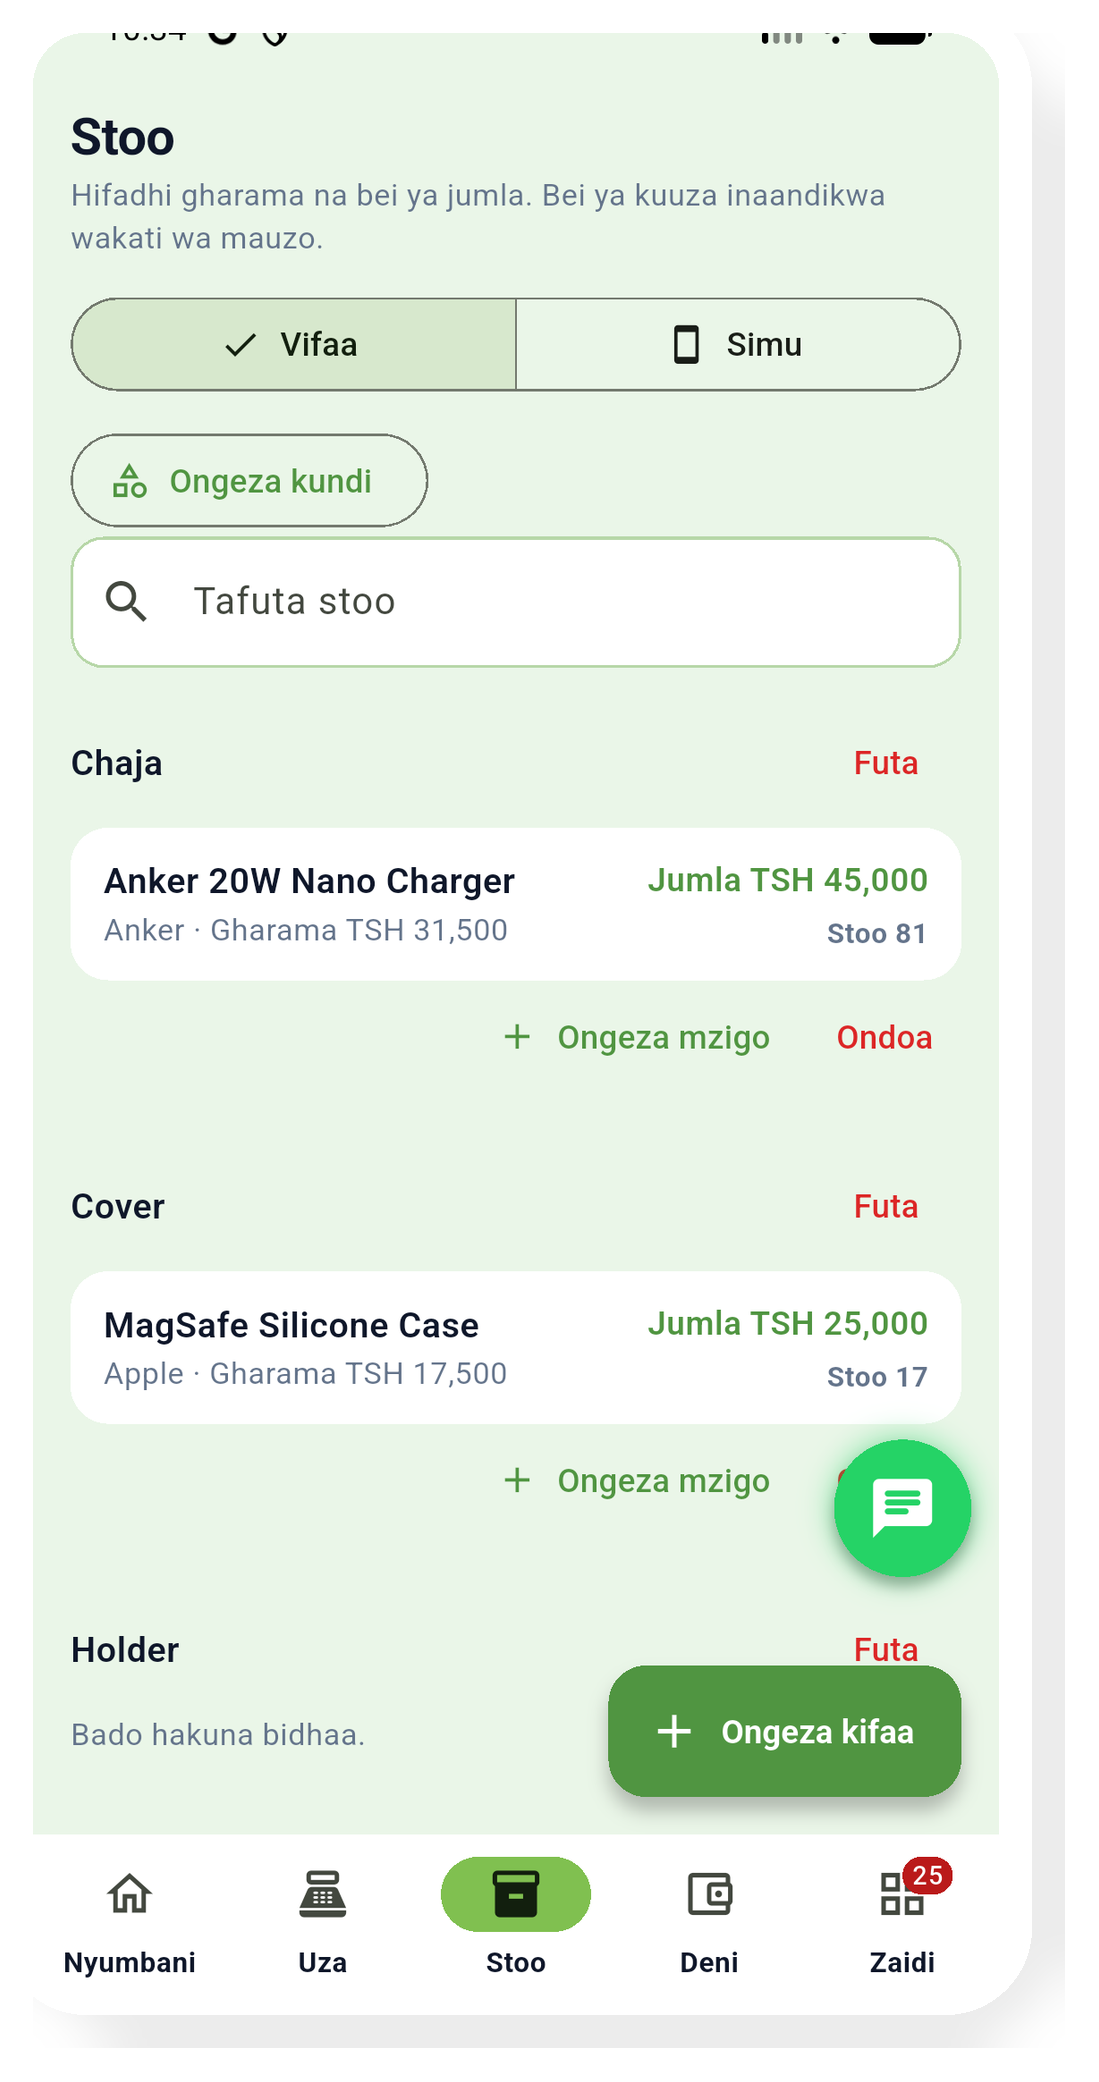 Stoo
Hifadhi gharama na bei ya jumla. Bei ya kuuza inaandikwa
wakati wa mauzo.
Vifaa
Simu
Ongeza kundi
Tafuta stoo
Chaja
Futa
Anker 20W Nano Charger
Jumla TSH 45,000
Anker · Gharama TSH 31,500
Stoo 81
+ Ongeza mzigo
Ondoa
Cover
Futa
MagSafe Silicone Case
Jumla TSH 25,000
Apple · Gharama TSH 17,500
Stoo 17
+ Ongeza mzigo
Holder
Futa
Bado hakuna bidhaa.
+ Ongeza kifaa
25
Nyumbani
Uza
Stoo
Deni
Zaidi